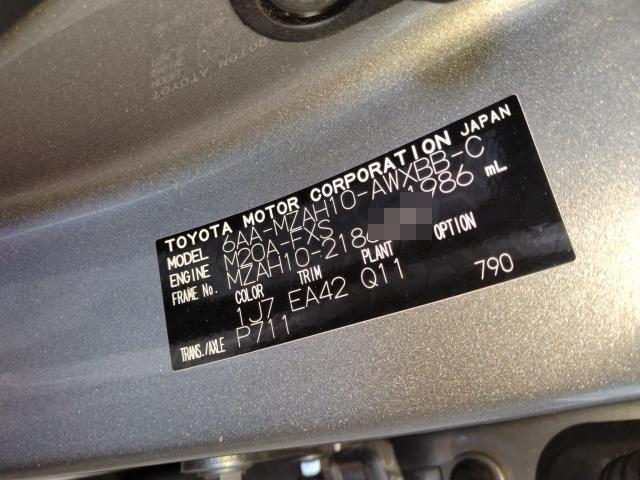 TOYOTA MOTOR CORPORATION JAPAN
MODEL 6AA-MZAH10-AWXBB-C
ENGINE M20A-FXS 1986 mL
FRAME No. MZAH10-218
COLOR TRIM PLANT OPTION
1J7 EA42 Q11
TRANS./AXLE P711 790